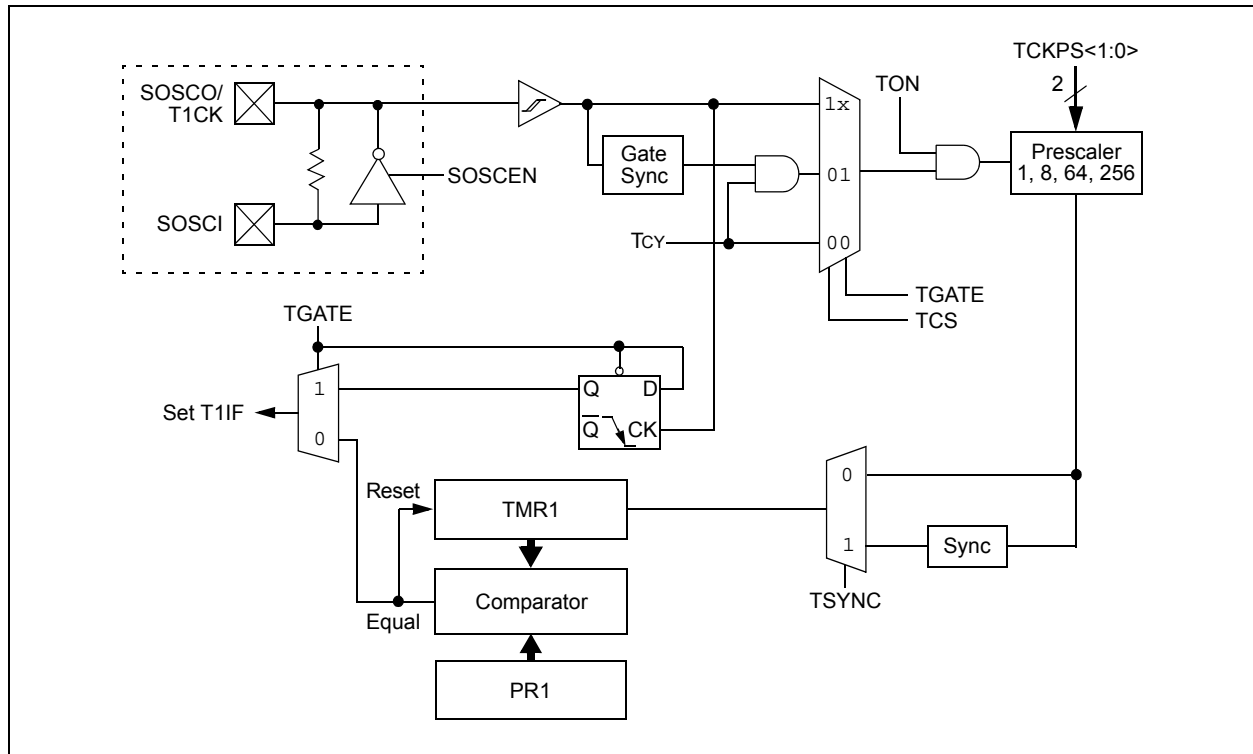 TCKPS<1:0>
TON
2
SOSCO/
T1CK
1x
Gate
Sync
Prescaler
1, 8, 64, 256
SOSCEN
01
SOSCI
TCY
00
TGATE
TCS
TGATE
1
Q
D
Set T1IF
0
Q
CK
Reset
TMR1
0
1
Sync
Comparator
TSYNC
Equal
PR1